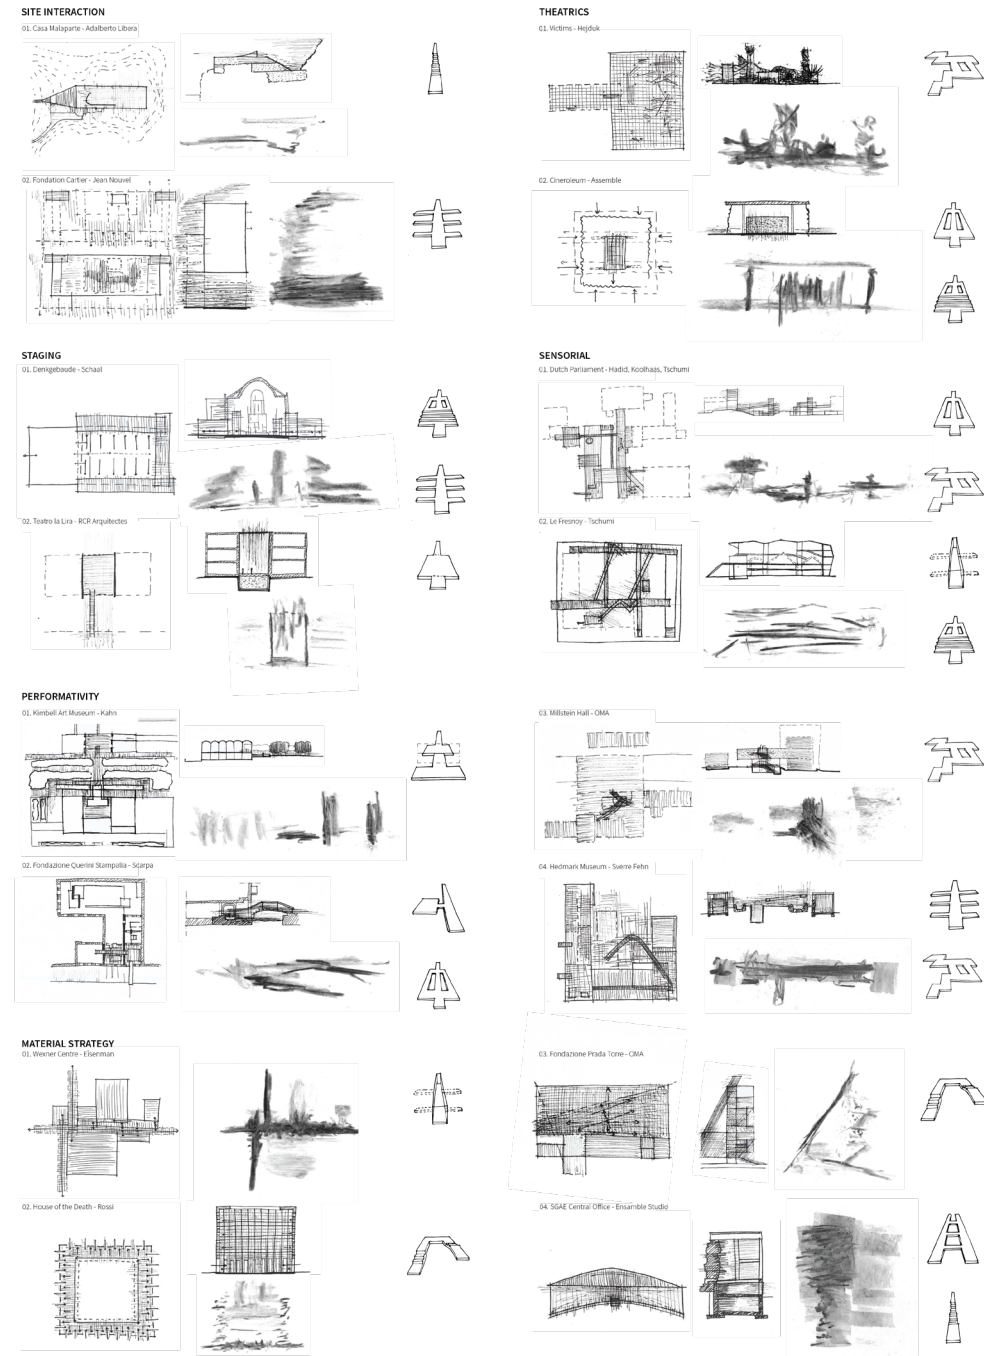 SITE INTERACTION
01. Casa Malaparte - Adalberto Libera
02. Fondation Cartier - Jean Nouvel
STAGING
01. Denkgebaude - Schaal
02. Teatro la Lira - RCR Arquitectes
PERFORMATIVITY
01. Kimbell Art Museum - Kahn
02. Fondazione Querini Stampalia - Scarpa
MATERIAL STRATEGY
01. Wexner Centre - Eisenman
02. House of the Death - Rossi
THEATRICS
01. Victims - Hejduk
02. Cineroleum - Assemble
SENSORIAL
01. Dutch Parliament - Hadid, Koolhaas, Tschumi
02. Le Fresnoy - Tschumi
03. Millstein Hall - OMA
04. Hedmark Museum - Sverre Fehn
03. Fondazione Prada Torre - OMA
04. SGAE Central Office - Ensamble Studio